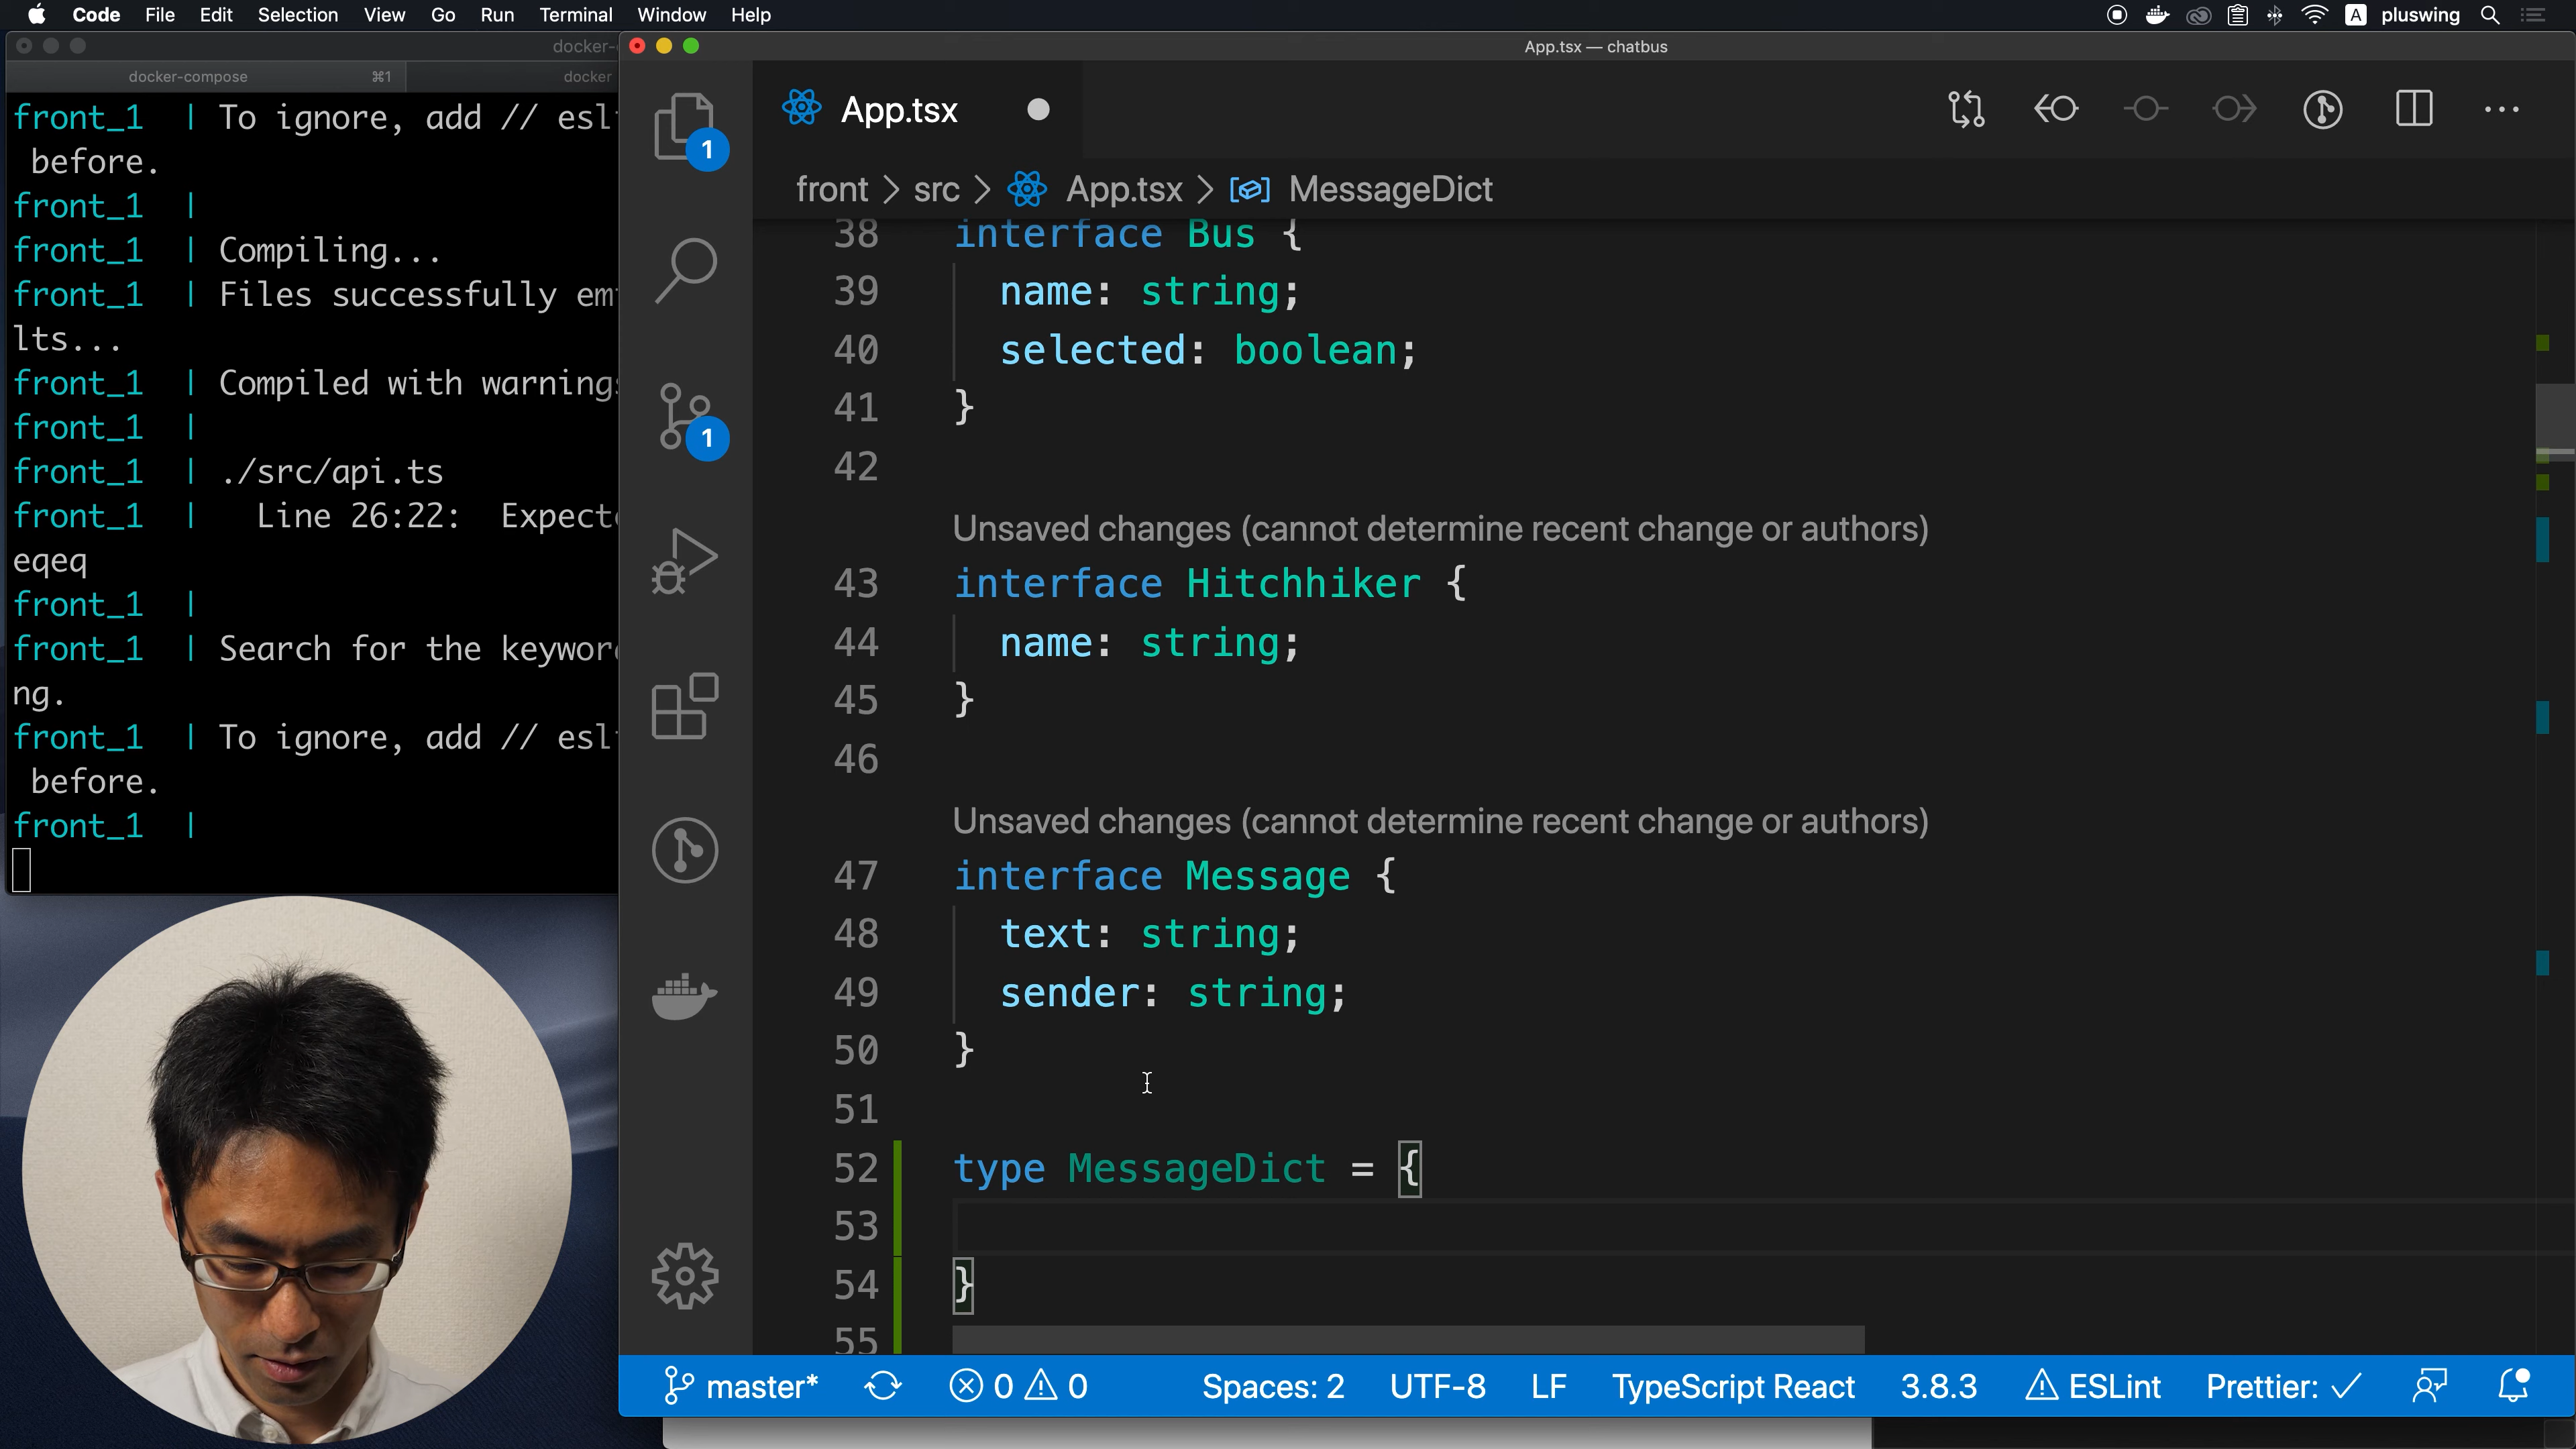 Code File Edit Selection View Go Run Terminal Window Help
A pluswing
docker-
docker-compose ⌘1 docker
front_1 | To ignore, add //
before.
front_1 |
front_1 | Compiling...
front_1 | Files successfully
lts...
front_1 | Compiled with
front_1 |
front_1 | ./src/api.ts
front_1 | Line 26:22:
eqeq
front_1 |
front_1 | Search for the
ng.
front_1 | To ignore, add //
before.
front_1 |
App.tsx — chatbus
App.tsx
front > src > App.tsx > MessageDict
1
1
38 interface Bus {
39 name: string;
40 selected: boolean;
41 }
42
Unsaved changes (cannot determine recent change or authors)
43 interface Hitchhiker {
44 name: string;
45 }
46
Unsaved changes (cannot determine recent change or authors)
47 interface Message {
48 text: string;
49 sender: string;
50 }
51
52 type MessageDict = {
53
54 }
55
master* 0 0 Spaces: 2 UTF-8 LF TypeScript React 3.8.3 ESLint Prettier: ✓